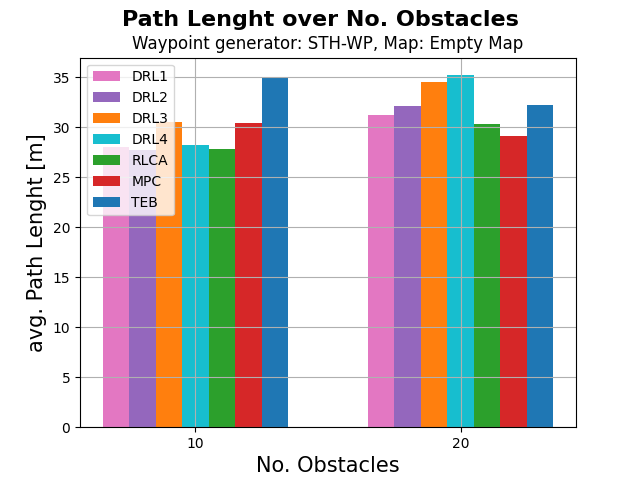 Path Lenght over No. Obstacles
Waypoint generator: STH-WP, Map: Empty Map
avg. Path Lenght [m]
35
30
25
20
15
10
5
0
DRL1
DRL2
DRL3
DRL4
RLCA
MPC
TEB
10
20
No. Obstacles